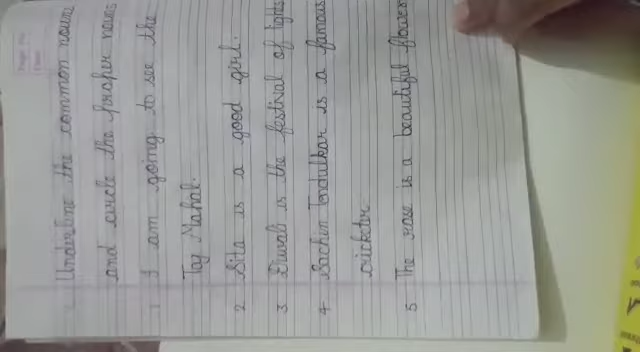 Underline the common nouns
and circle the proper nouns
1 I am going to see the
Taj Mahal.
2 Sita is a good girl.
3 Diwali is the festival of lights
4 Sachin Tendulkar is a famous
cricketer
5 The rose is a beautiful flower